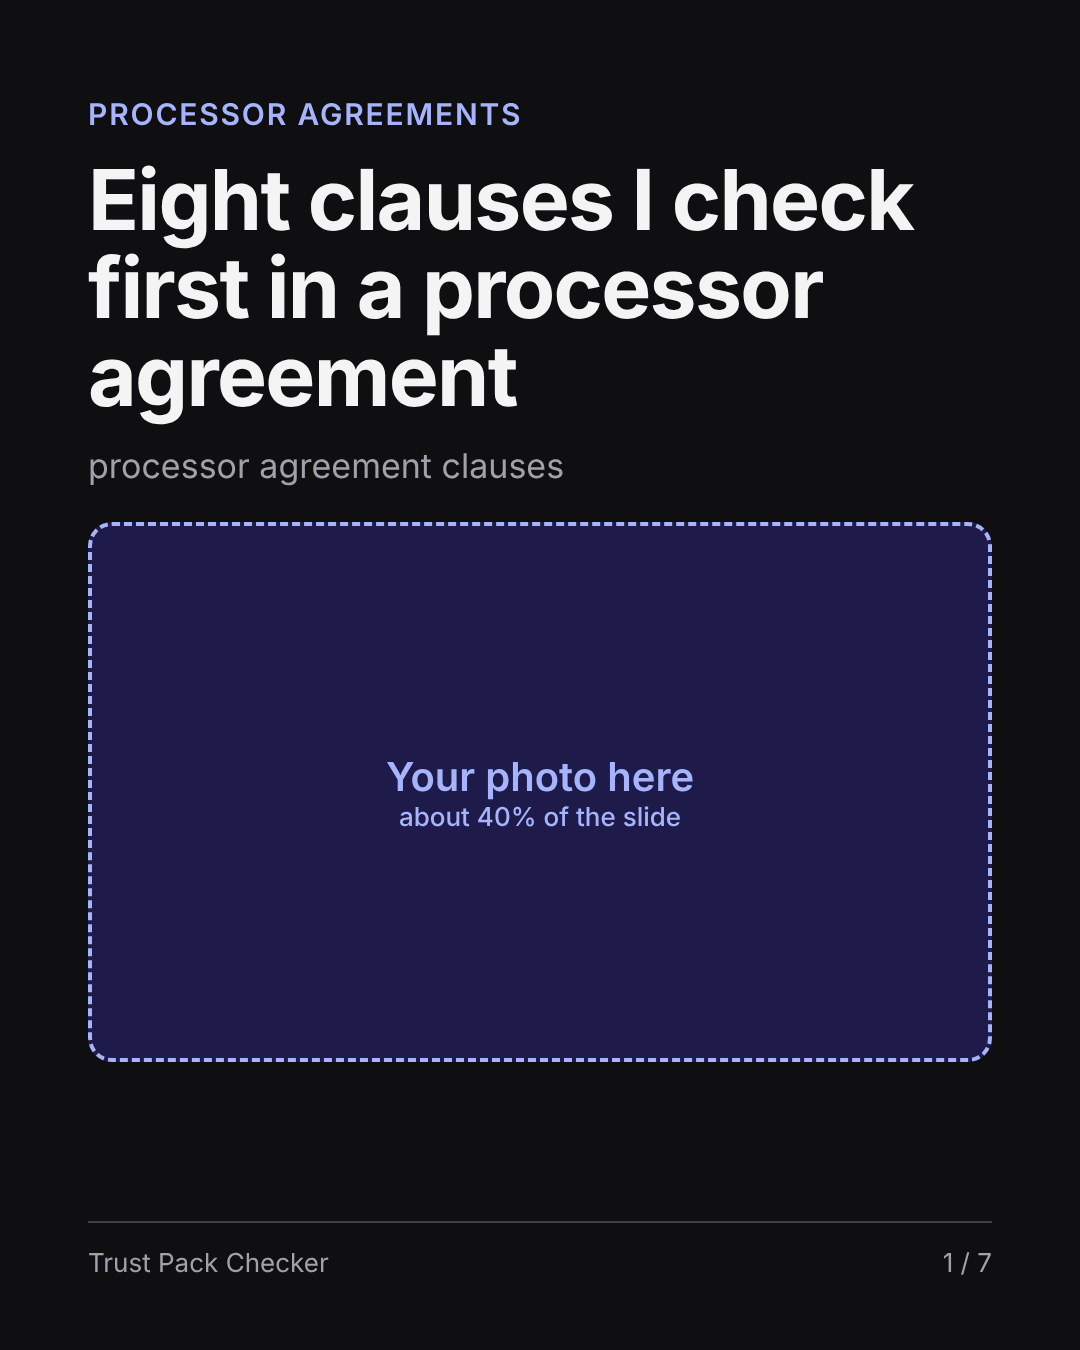 PROCESSOR AGREEMENTS
Eight clauses I check
first in a processor
agreement
processor agreement clauses
Your photo here
about 40% of the slide
Trust Pack Checker
1 / 7